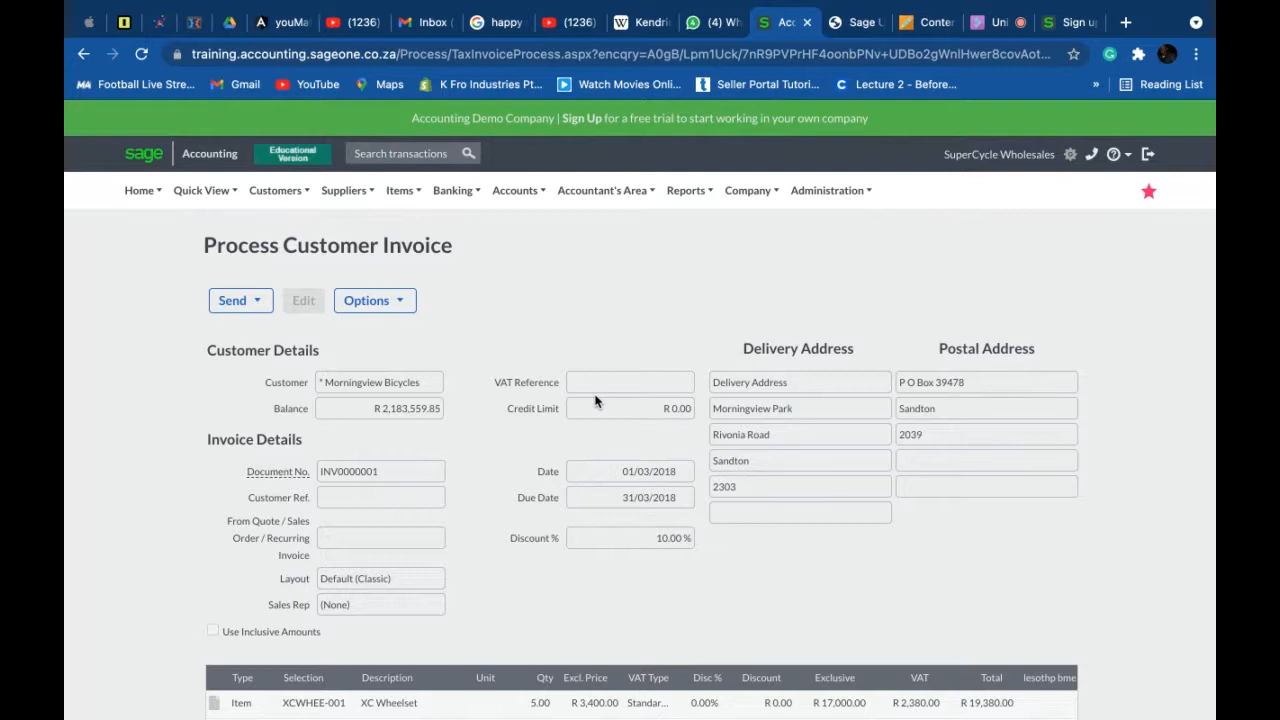 (1236)
Inbox (
happy
(1236)
Kendric
(4) Wh
Acc
Sage U
Conter
Uni
Sign up
training.accounting.sageone.co.za/Process/TaxInvoiceProcess.aspx?encqry=A0gB/Lpm1Uck/7nR9PVPrHF4oonbPNv+UDBo2gWnlHwer8covAot...
Football Live Stre...
Gmail
YouTube
Maps
K Fro Industries Pt...
Watch Movies Onli...
Seller Portal Tutori...
Lecture 2 - Before...
»
Reading List
Accounting Demo Company | Sign Up for a free trial to start working in your own company
sage Accounting
Educational
Version
Search transactions
SuperCycle Wholesales
Home Quick View Customers Suppliers Items Banking Accounts Accountant's Area Reports Company Administration
Process Customer Invoice
Send Edit Options
Customer Details
Delivery Address
Postal Address
Customer * Morningview Bicycles
VAT Reference
Delivery Address
P O Box 39478
Balance R 2,183,559.85
Credit Limit R 0.00
Morningview Park
Sandton
Invoice Details
Rivonia Road
2039
Sandton
Document No. INV0000001
Date 01/03/2018
2303
Customer Ref.
Due Date 31/03/2018
From Quote / Sales
Order / Recurring
Invoice
Discount % 10.00 %
Layout Default (Classic)
Sales Rep (None)
Use Inclusive Amounts
Type Selection Description Unit Qty Excl. Price VAT Type Disc % Discount Exclusive VAT Total lesothp bme
Item XCWHEE-001 XC Wheelset 5.00 R 3,400.00 Standar... 0.00% R 0.00 R 17,000.00 R 2,380.00 R 19,380.00